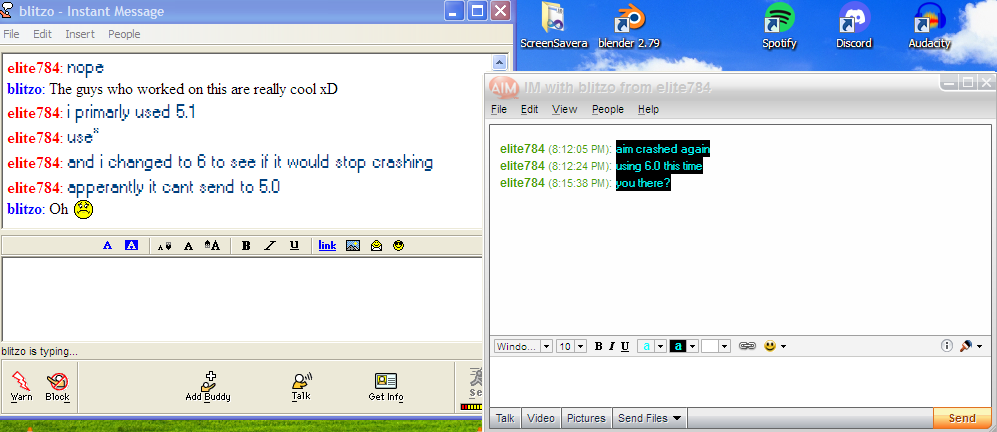 blitzo - Instant Message
File Edit Insert People
elite784: nope
blitzo: The guys who worked on this are really cool xD
elite784: i primarly used 5.1
elite784: use*
elite784: and i changed to 6 to see if it would stop crashing
elite784: apperantly it cant send to 5.0
blitzo: Oh
A A A A A B I U link
blitzo is typing...
Warn Block Add Buddy Talk Get Info
ScreenSavera blender 2.79 Spotify Discord Audacity
AIM IM with blitzo from elite784
File Edit View People Help
elite784 (8:12:05 PM): aim crashed again
elite784 (8:12:24 PM): using 6.0 this time
elite784 (8:15:38 PM): you there?
Windo... 10 B I U a a
Talk Video Pictures Send Files Send